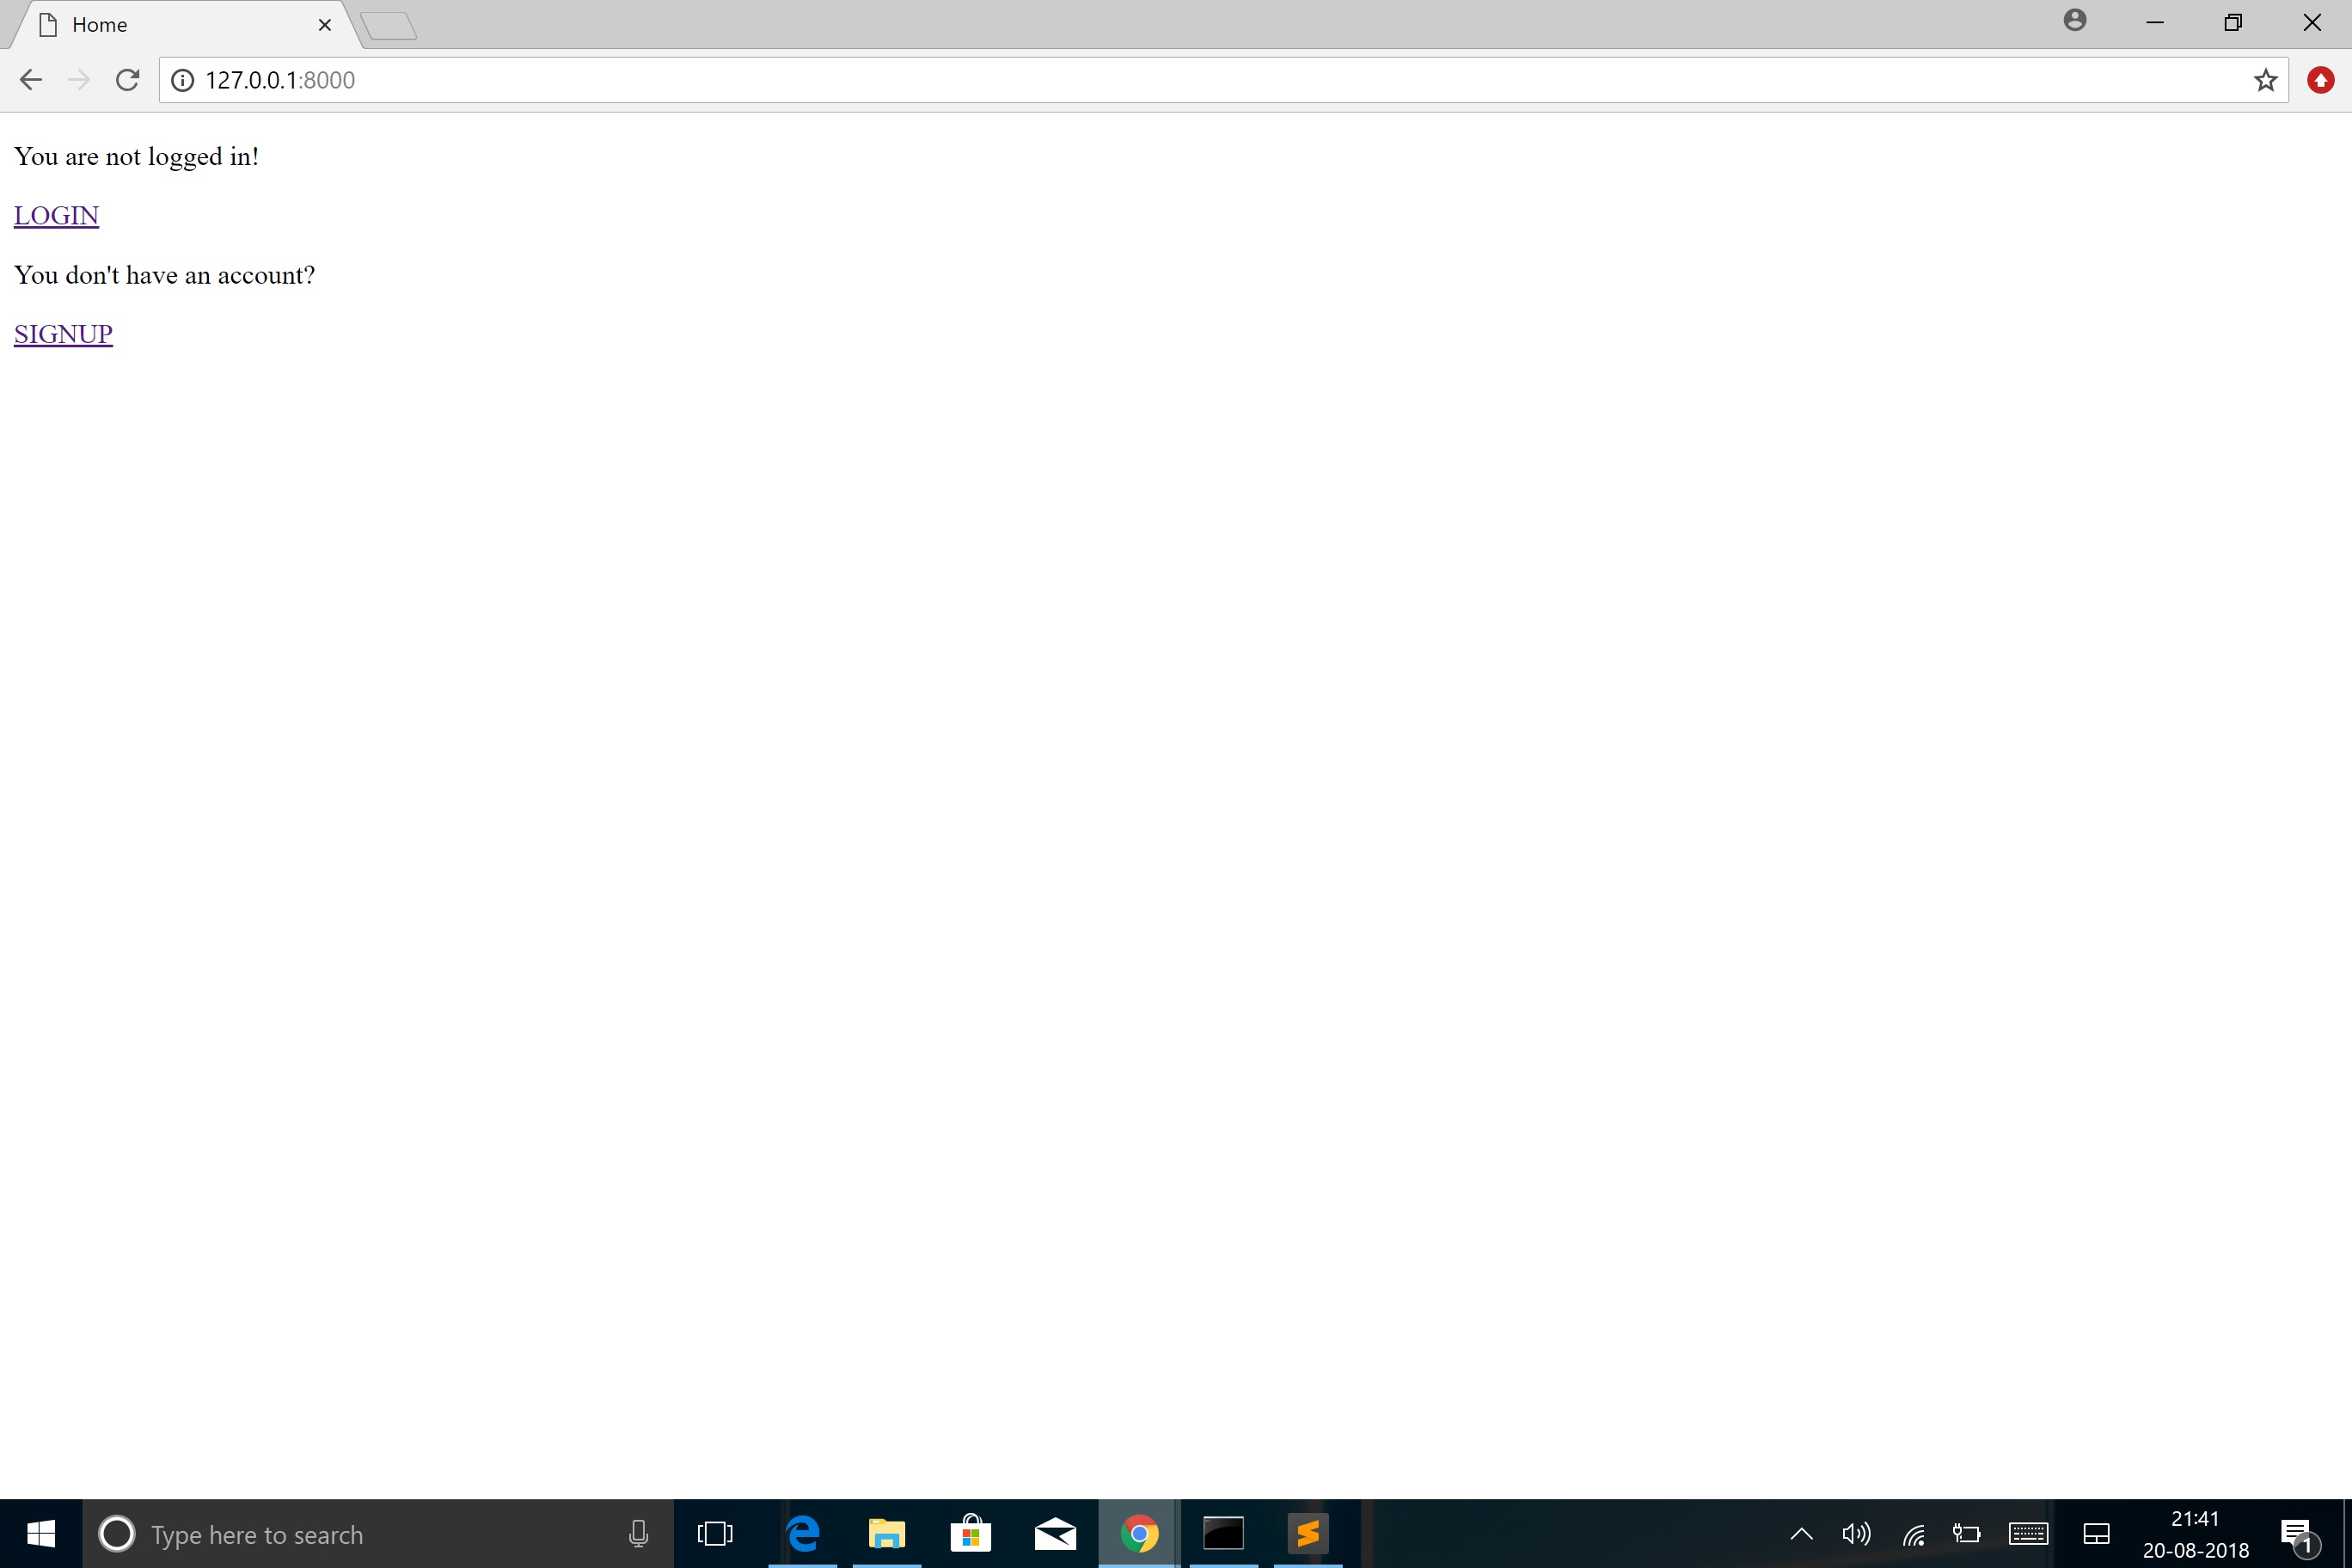 Home
127.0.0.1:8000
You are not logged in!
LOGIN
You don't have an account?
SIGNUP
Type here to search
21:41
20-08-2018
1